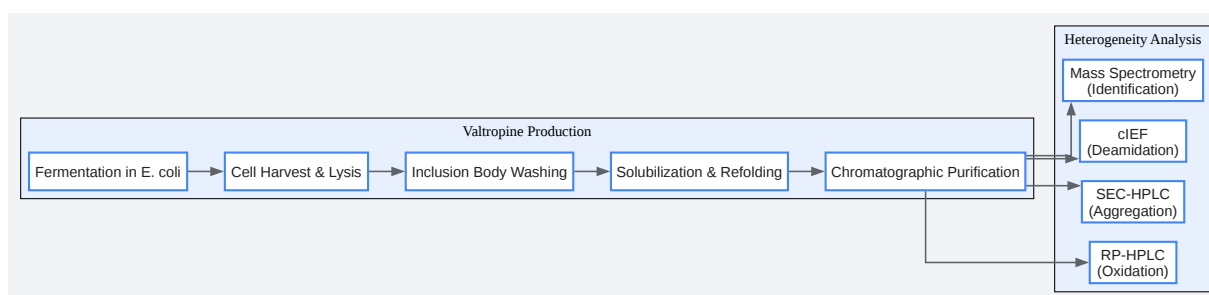 Heterogeneity Analysis
Mass Spectrometry
(Identification)
Valtropine Production
Fermentation in E. coli
Cell Harvest & Lysis
Inclusion Body Washing
Solubilization & Refolding
Chromatographic Purification
cIEF
(Deamidation)
SEC-HPLC
(Aggregation)
RP-HPLC
(Oxidation)